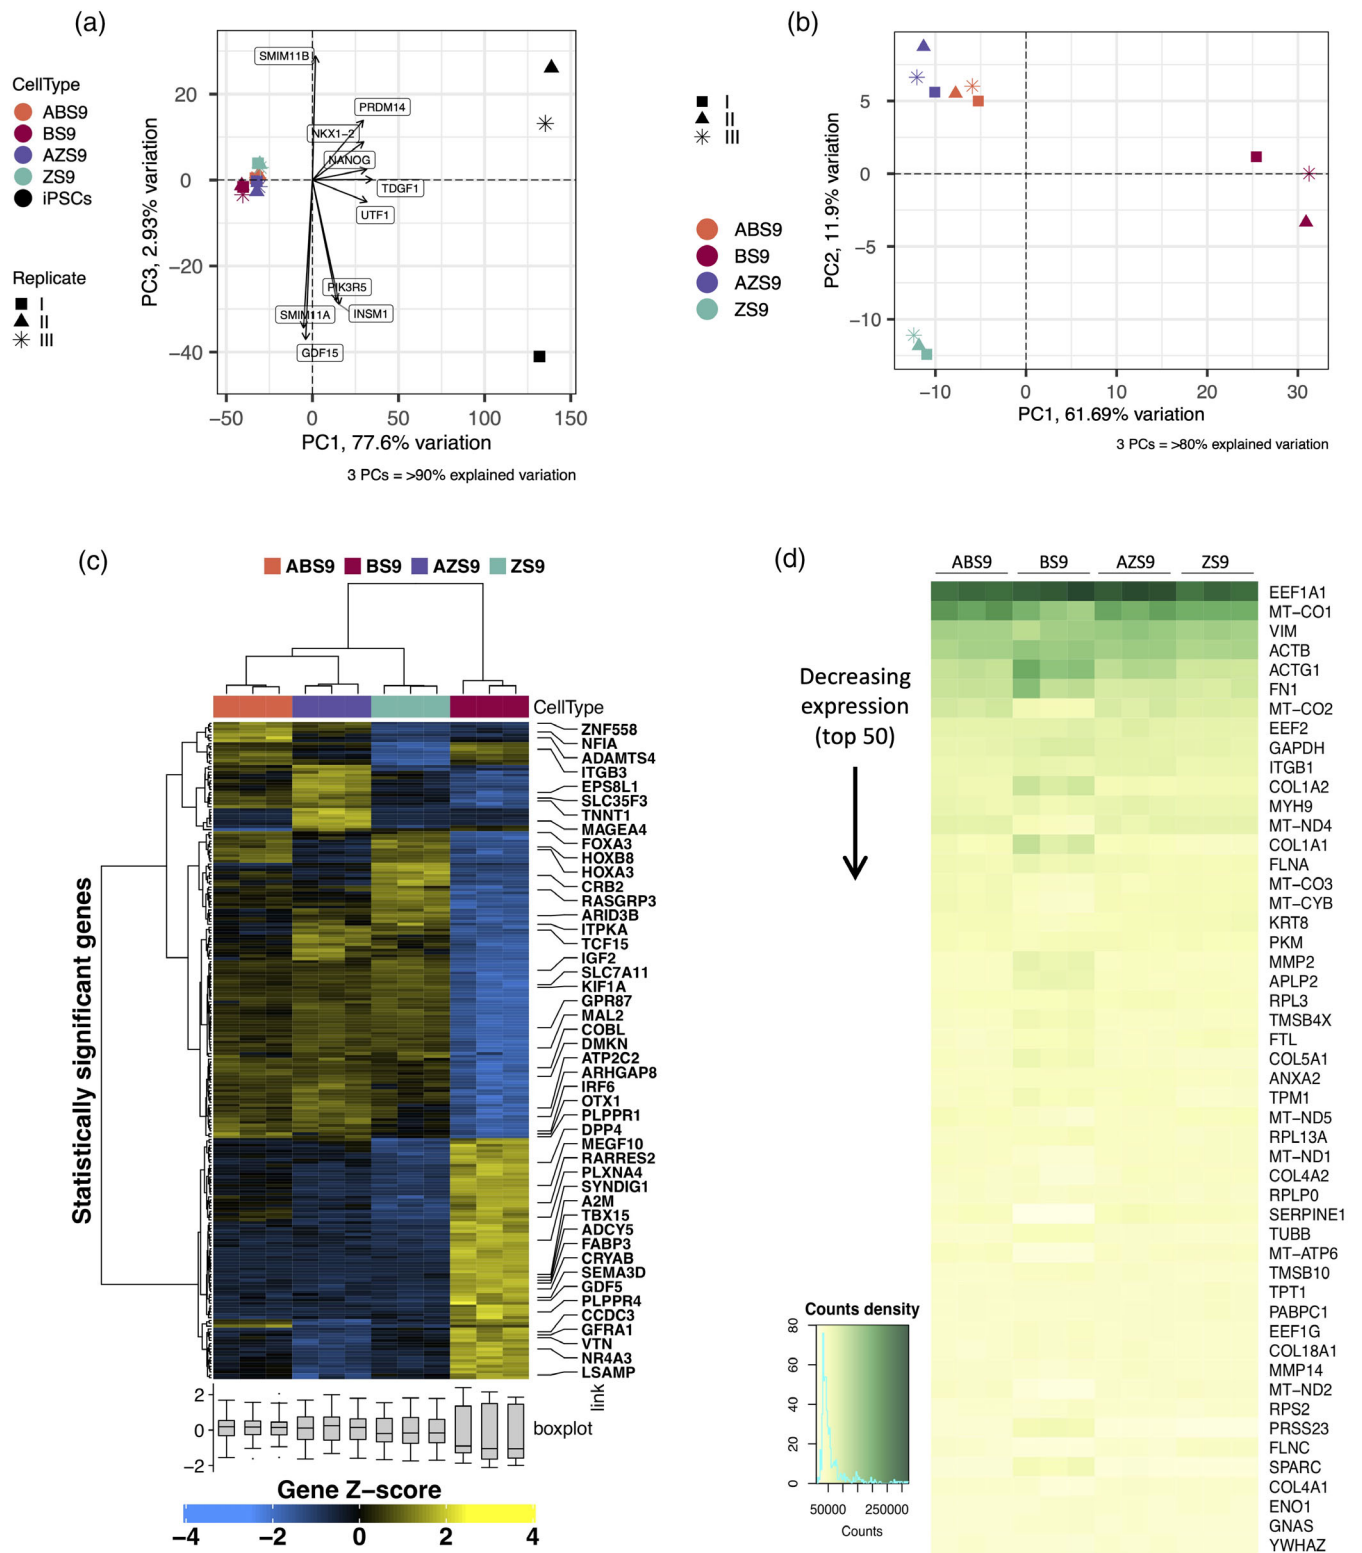 (a)
CellType
ABS9
BS9
AZS9
ZS9
iPSCs
Replicate
I
II
III
PC3, 2.93% variation
20
0
−20
−40
SMIM11B
PRDM14
NKX1−2
NANOG
TDGF1
UTF1
PIK3R5
SMIM11A
INSM1
GDF15
−50
0
50
100
150
PC1, 77.6% variation
3 PCs = >90% explained variation
(b)
I
II
III
ABS9
BS9
AZS9
ZS9
PC2, 11.9% variation
5
0
−5
−10
−10
0
10
20
30
PC1, 61.69% variation
3 PCs = >80% explained variation
(c)
ABS9 BS9 AZS9 ZS9
CellType
Statistically significant genes
ZNF558
NFIA
ADAMTS4
ITGB3
EPS8L1
SLC35F3
TNNT1
MAGEA4
FOXA3
HOXB8
HOXA3
CRB2
RASGRP3
ARID3B
ITPKA
TCF15
IGF2
SLC7A11
KIF1A
GPR87
MAL2
COBL
DMKN
ATP2C2
ARHGAP8
IRF6
OTX1
PLPPR1
DPP4
MEGF10
RARRES2
PLXNA4
SYNDIG1
A2M
TBX15
ADCY5
FABP3
CRYAB
SEMA3D
GDF5
PLPPR4
CCDC3
GFRA1
VTN
NR4A3
LSAMP
link
2
0
−2
boxplot
Gene Z−score
−4
−2
0
2
4
(d)
ABS9 BS9 AZS9 ZS9
Decreasing
expression
(top 50)
EEF1A1
MT−CO1
VIM
ACTB
ACTG1
FN1
MT−CO2
EEF2
GAPDH
ITGB1
COL1A2
MYH9
MT−ND4
COL1A1
FLNA
MT−CO3
MT−CYB
KRT8
PKM
MMP2
APLP2
RPL3
TMSB4X
FTL
COL5A1
ANXA2
TPM1
MT−ND5
RPL13A
MT−ND1
COL4A2
RPLP0
SERPINE1
TUBB
MT−ATP6
TMSB10
TPT1
PABPC1
EEF1G
COL18A1
MMP14
MT−ND2
RPS2
PRSS23
FLNC
SPARC
COL4A1
ENO1
GNAS
YWHAZ
Counts density
80
60
40
20
0
50000
250000
Counts